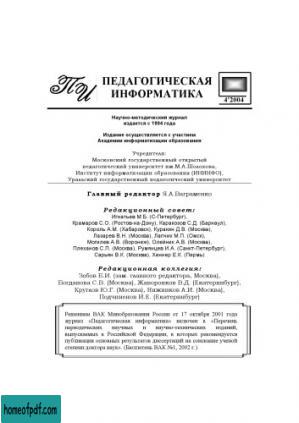 ПИ
ПЕДАГОГИЧЕСКАЯ
ИНФОРМАТИКА
4'2004
Научно-методический журнал
издается с 1994 года
Издание осуществляется с участием
Академии информатизации образования
Учредители:
Московский государственный открытый
педагогический университет им М.А.Шолохова,
Институт информатизации образования (ИНИНФО),
Уральский государственный педагогический университет
Главный редактор Я.А.Ваграменко
Редакционный совет:
Игнатьев М.Б. (С-Петербург),
Крамаров С.О. (Ростов-на-Дону), Каракозов С.Д. (Барнаул),
Король А.М. (Хабаровск), Куракин Д.В. (Москва),
Лазарев В.Н. (Москва), Лапчик М.П. (Омск),
Могилев А.В. (Воронеж), Олейник А.В. (Москва),
Плеханов С.П. (Москва), Румянцев И.А. (Санкт-Петербург),
Сарьян В.К. (Москва), Хеннер Е.К. (Пермь)
Редакционная коллегия:
Зобов Б.И. (зам. главного редактора, Москва),
Богданова С.В. (Москва), Жаворонков В.Д. (Екатеринбург),
Круглов Ю.Г. (Москва), Нижников А.И. (Москва),
Подчиненов И.Е. (Екатеринбург)
Решением ВАК Минобразования России от 17 октября 2001 года
журнал «Педагогическая информатика» включен в «Перечень
периодических научных и научно-технических изданий,
выпускаемых в Российской Федерации, в которых рекомендуется
публикация основных результатов диссертаций на соискание ученой
степени доктора наук». (Бюллетень ВАК №1, 2002 г.).
homeofpdf.com